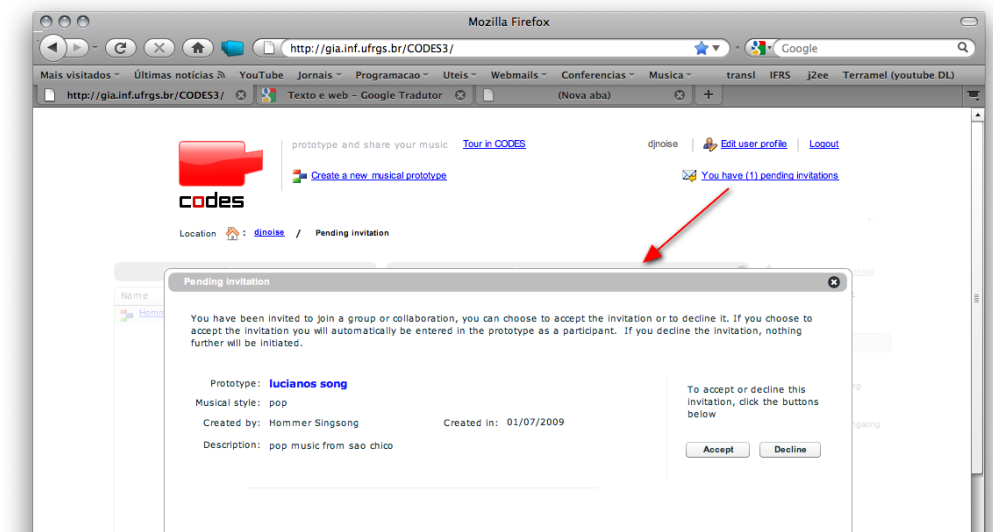 Mozilla Firefox
http://gia.inf.ufrgs.br/CODES3/
Google
Mais visitados Últimas notícias YouTube Jornais Programacao Uteis Webmails Conferencias Musica transl IFRS j2ee Terramel (youtube DL)
http://gia.inf.ufrgs.br/CODES3/ Texto e web - Google Tradutor (Nova aba)
prototype and share your music Tour in CODES djnoise Edit user profile Logout
Create a new musical prototype You have (1) pending invitations
codes
Location : djnoise / Pending invitation
Pending Invitation
Name
Homm
You have been invited to join a group or collaboration, you can choose to accept the invitation or to decline it. If you choose to
accept the invitation you will automatically be entered in the prototype as a participant. If you decline the invitation, nothing
further will be initiated.
Prototype: lucianos song
Musical style: pop
Created by: Hommer Singsong Created in: 01/07/2009
Description: pop music from sao chico
To accept or decline this
invitation, click the buttons
below
Accept Decline